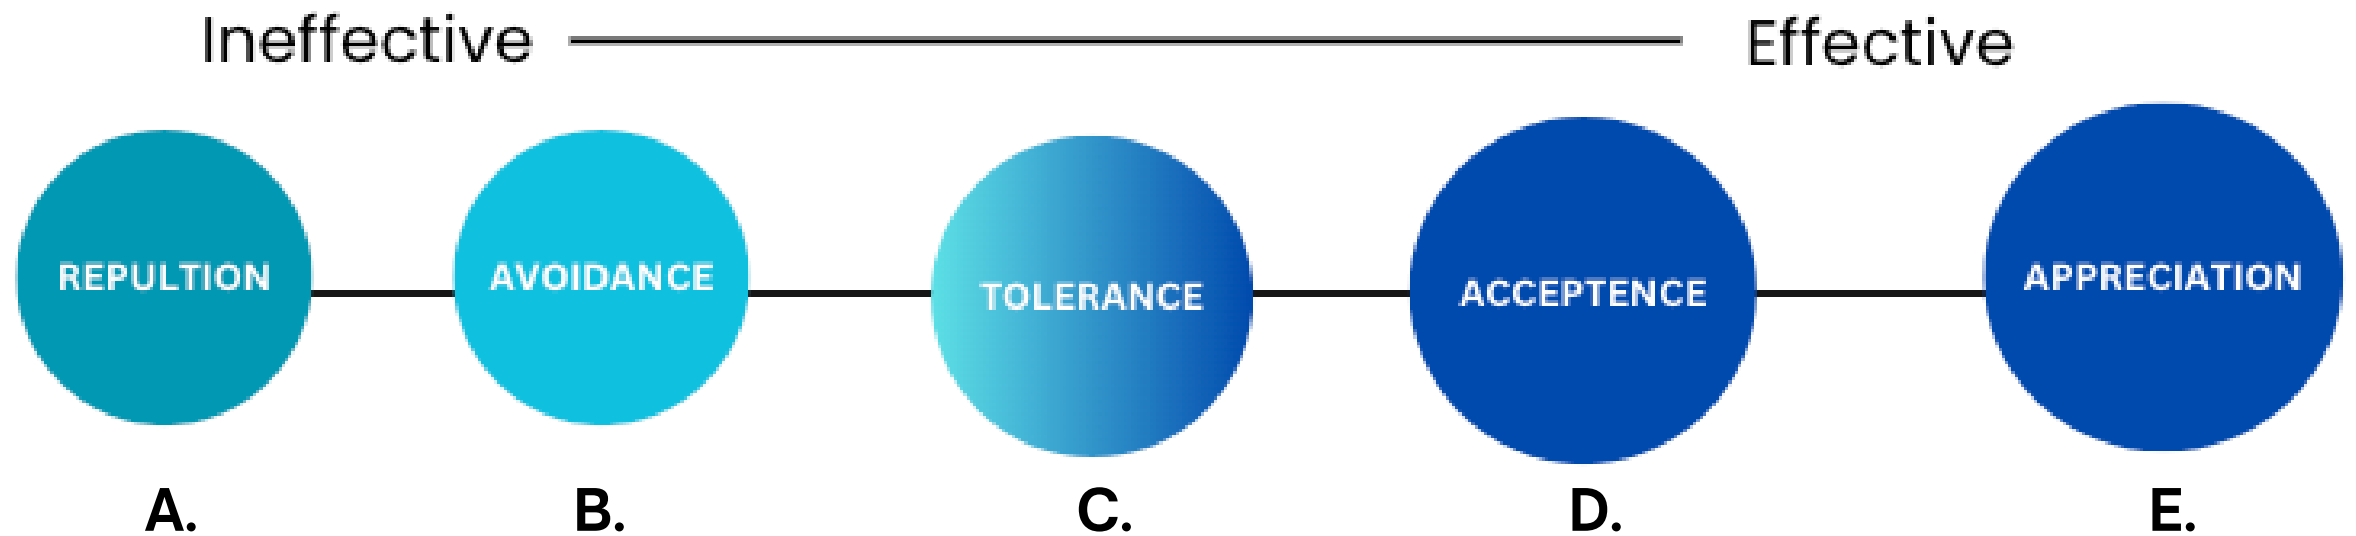 Ineffective Effective
REPULTION AVOIDANCE TOLERANCE ACCEPTENCE APPRECIATION
A. B. C. D. E.